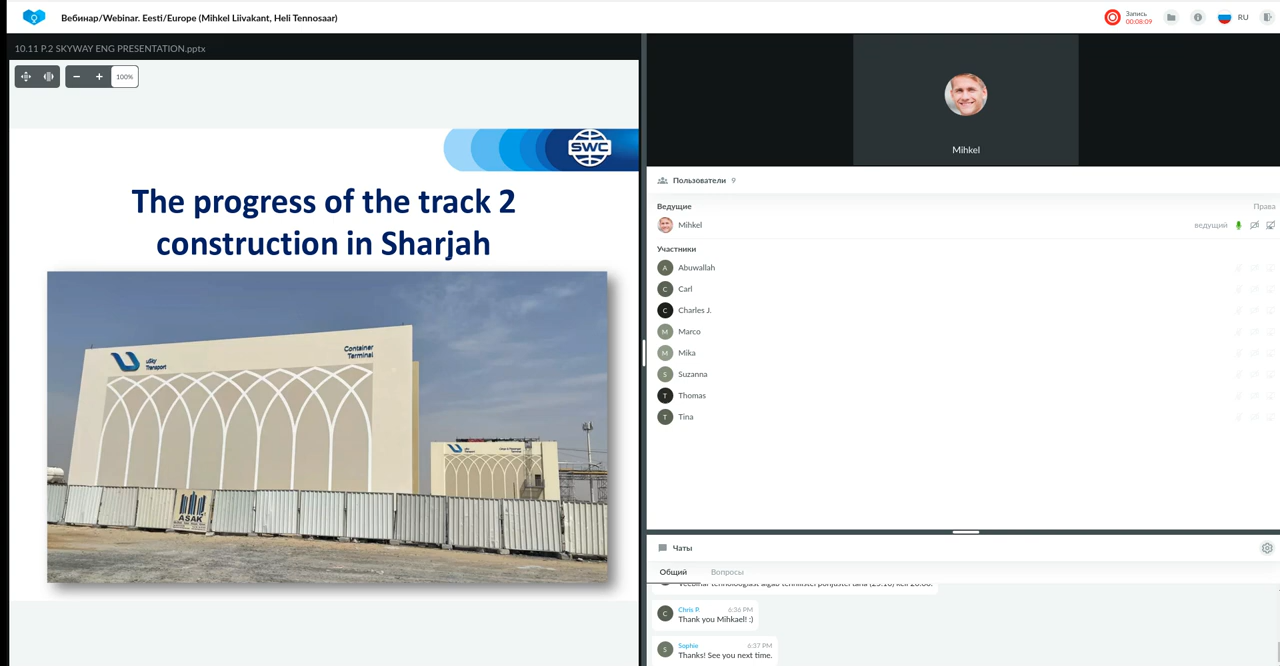 Вебинар/Webinar. Eesti/Europe (Mihkel Liivakant, Heli Tennosaar)
Запись
00:08:09
RU
10.11 P.2 SKYWAY ENG PRESENTATION.pptx
100%
SWC
The progress of the track 2
construction in Sharjah
uSky
Transport
Container
Terminal
ASAK
Mihkel
Пользователи 9
Ведущие
Права
Mihkel
ведущий
Участники
A Abuwallah
C Carl
C Charles J.
M Marco
M Mika
S Suzanna
T Thomas
T Tina
Чаты
Общий Вопросы
C Chris P. 6:36 PM
Thank you Mihkael! :)
S Sophie 6:37 PM
Thanks! See you next time.